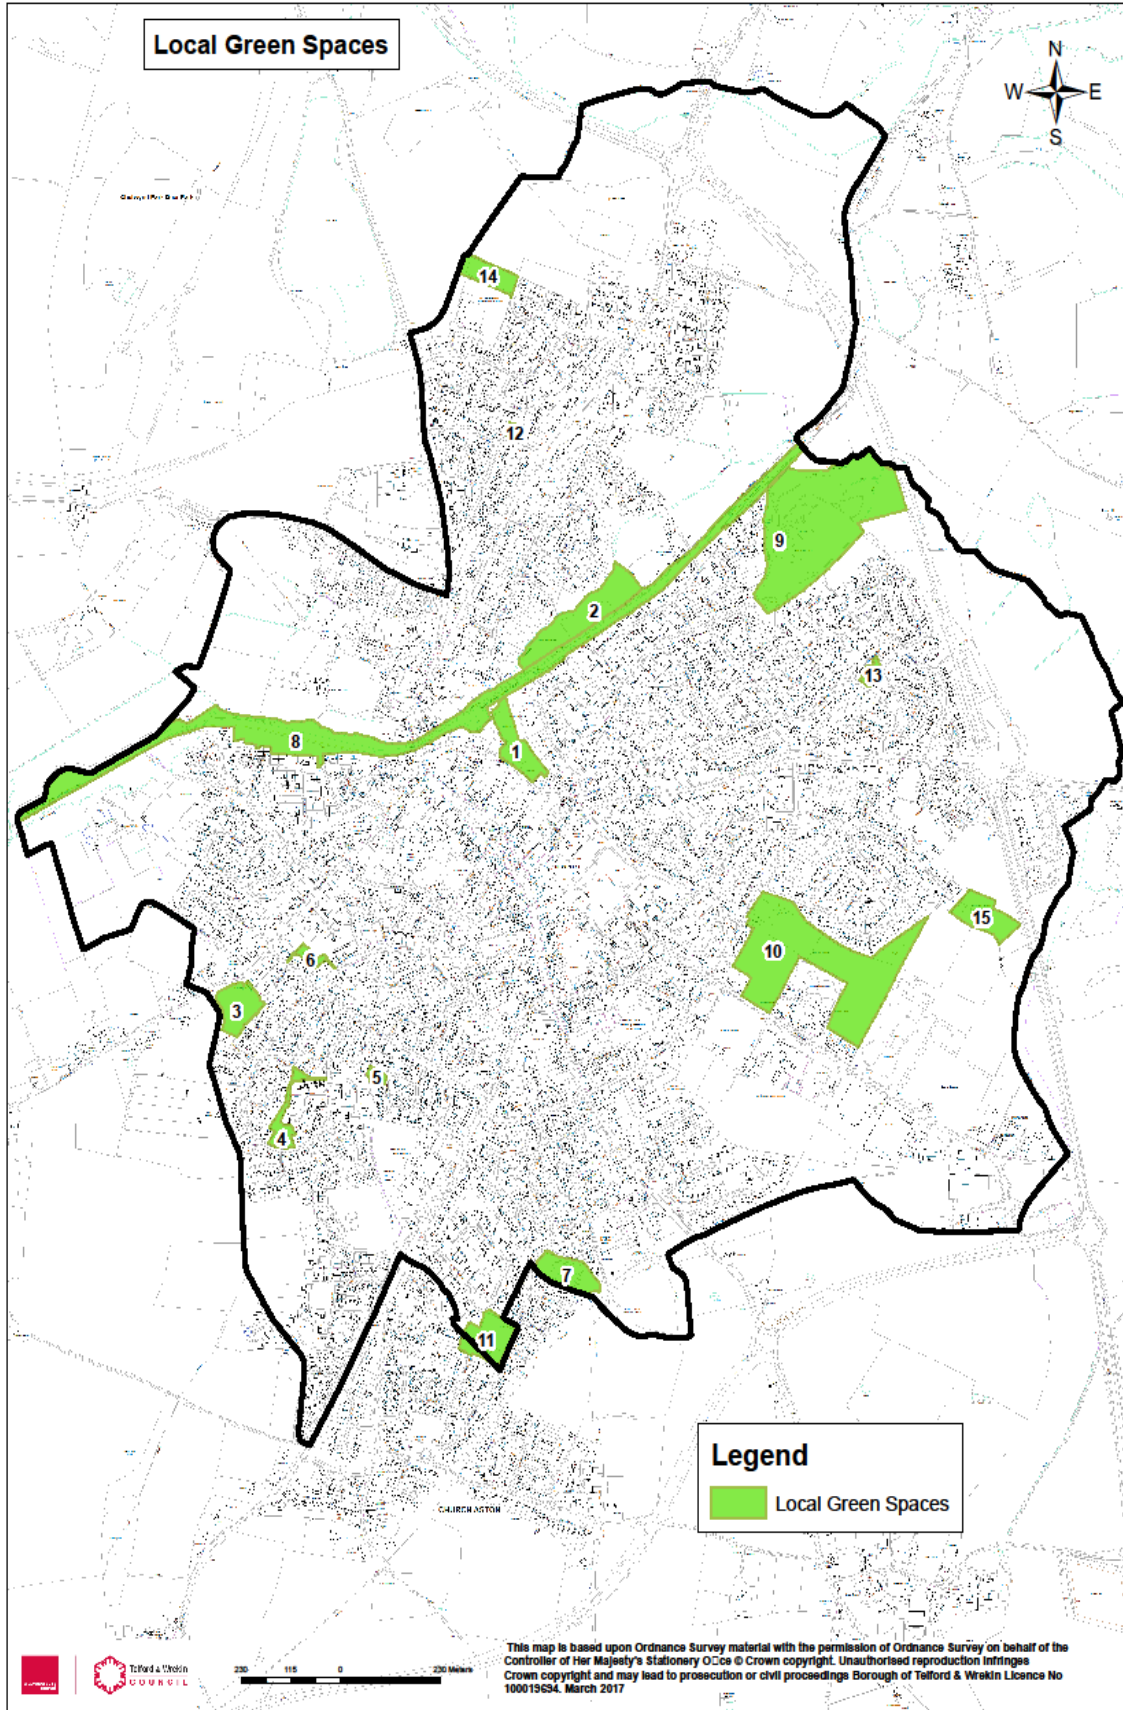 Local Green Spaces
N
W E
S
14
12
9
2
13
8
1
15
10
6
3
5
4
7
11
Legend
Local Green Spaces
CHURCH ASTON
Telford & Wrekin
COUNCIL
230 115 0 230 Meters
This map is based upon Ordnance Survey material with the permission of Ordnance Survey on behalf of the
Controller of Her Majesty's Stationery O□ce © Crown copyright. Unauthorised reproduction infringes
Crown copyright and may lead to prosecution or civil proceedings Borough of Telford & Wrekin Licence No
100019694. March 2017